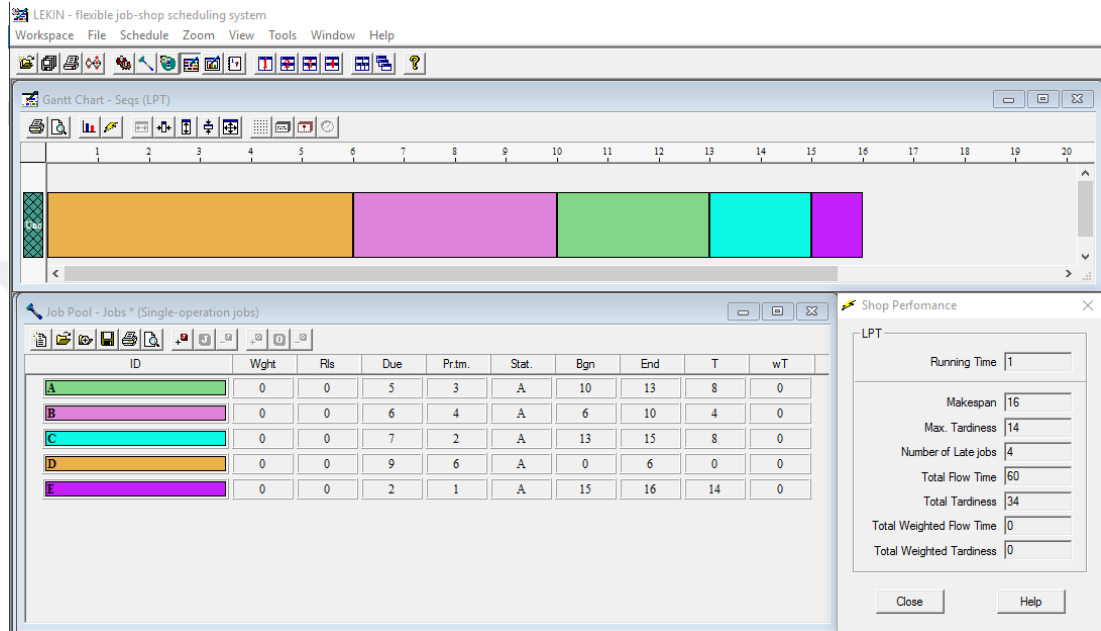 LEKIN - flexible job-shop scheduling system
Workspace File Schedule Zoom View Tools Window Help
Gantt Chart - Seqs (LPT)
1 2 3 4 5 6 7 8 9 10 11 12 13 14 15 16 17 18 19 20
Job Pool - Jobs * (Single-operation jobs)
ID Wght Rls Due Pr.tm. Stat. Bgn End T wT
A 0 0 5 3 A 10 13 8 0
B 0 0 6 4 A 6 10 4 0
C 0 0 7 2 A 13 15 8 0
D 0 0 9 6 A 0 6 0 0
E 0 0 2 1 A 15 16 14 0
Shop Perfomance
LPT
Running Time 1
Makespan 16
Max. Tardiness 14
Number of Late jobs 4
Total Flow Time 60
Total Tardiness 34
Total Weighted Flow Time 0
Total Weighted Tardiness 0
Close Help